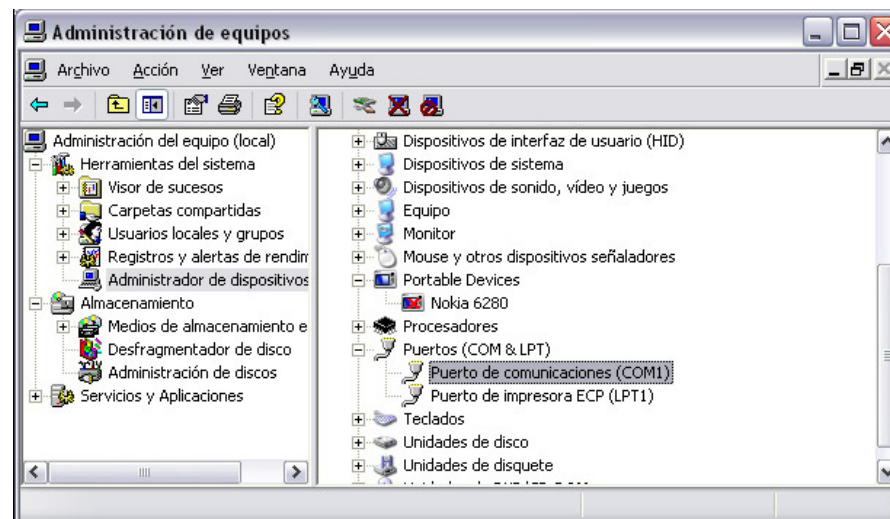 Administración de equipos
Archivo Acción Ver Ventana Ayuda
Administración del equipo (local)
Herramientas del sistema
Visor de sucesos
Carpetas compartidas
Usuarios locales y grupos
Registros y alertas de rendim
Administrador de dispositivos
Almacenamiento
Medios de almacenamiento e
Desfragmentador de disco
Administración de discos
Servicios y Aplicaciones
Dispositivos de interfaz de usuario (HID)
Dispositivos de sistema
Dispositivos de sonido, vídeo y juegos
Equipo
Monitor
Mouse y otros dispositivos señaladores
Portable Devices
Nokia 6280
Procesadores
Puertos (COM & LPT)
Puerto de comunicaciones (COM1)
Puerto de impresora ECP (LPT1)
Teclados
Unidades de disco
Unidades de disquete